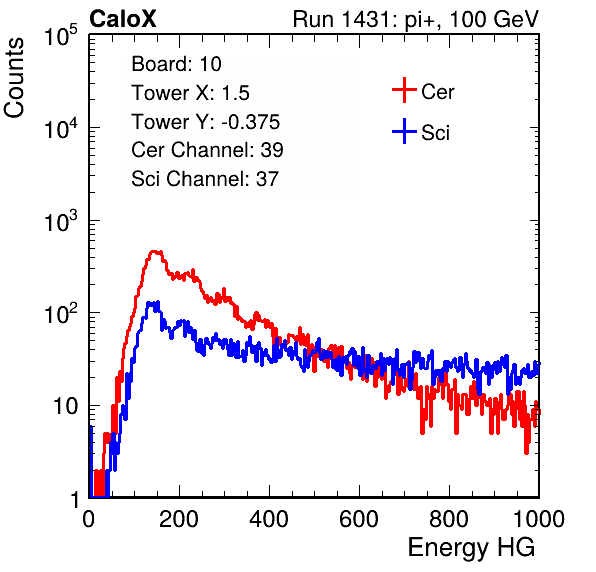 CaloX Run 1431: pi+, 100 GeV
Counts
Board: 10
Tower X: 1.5
Tower Y: -0.375
Cer Channel: 39
Sci Channel: 37
Cer
Sci
10^5
10^4
10^3
10^2
10
1
0 200 400 600 800 1000
Energy HG